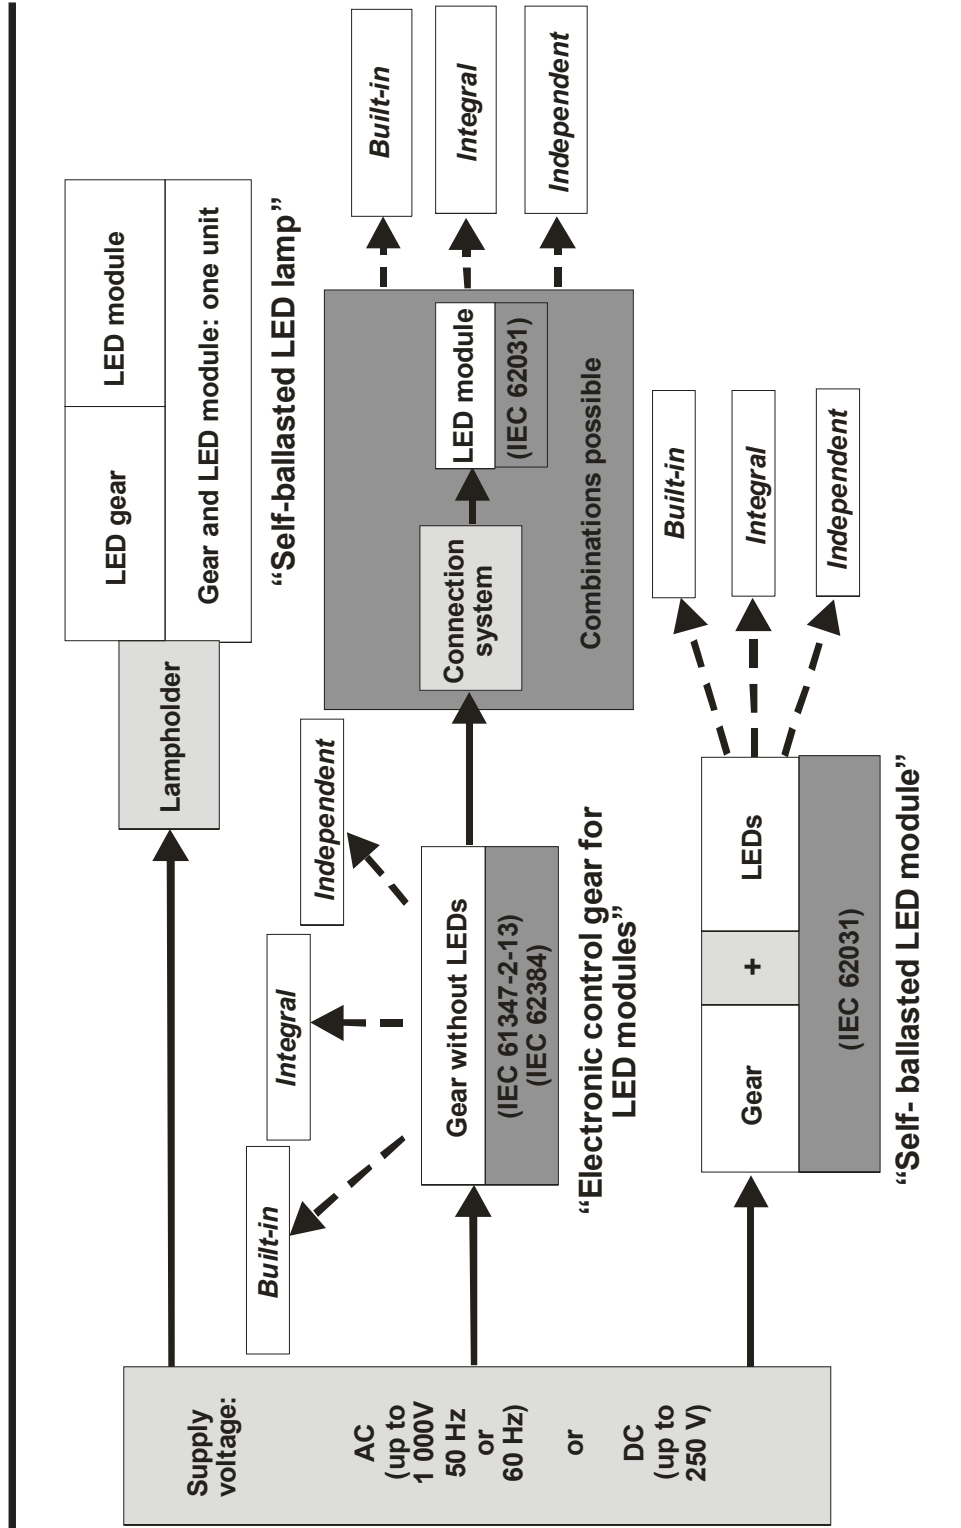 Supply
voltage:
AC
(up to
1 000V
50 Hz
or
60 Hz)
or
DC
(up to
250 V)
Lampholder
LED gear
LED module
Gear and LED module: one unit
“Self-ballasted LED lamp”
Built-in
Integral
Independent
Gear without LEDs
(IEC 61347-2-13)
(IEC 62384)
“Electronic control gear for
LED modules”
Connection
system
LED module
(IEC 62031)
Combinations possible
Built-in
Integral
Independent
Gear
+
LEDs
(IEC 62031)
“Self- ballasted LED module”
Built-in
Integral
Independent